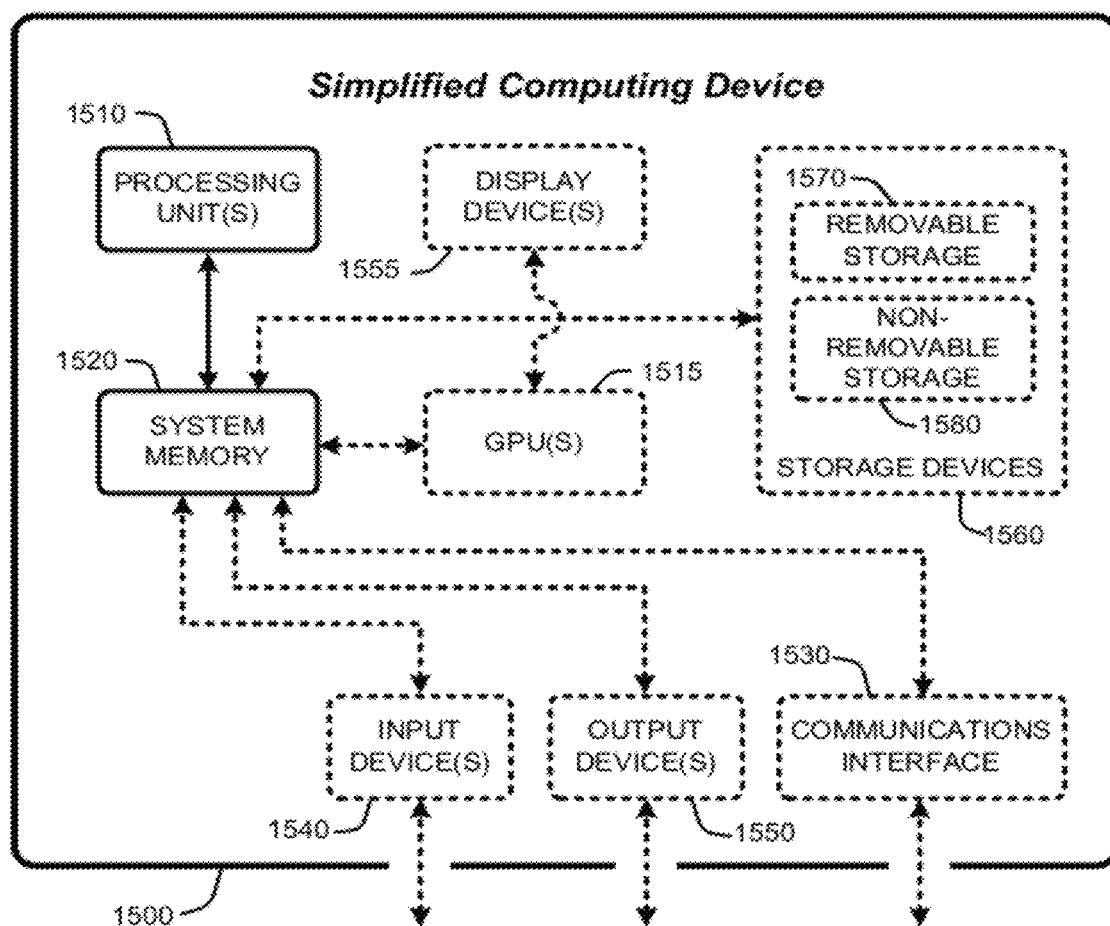 Simplified Computing Device
1510
PROCESSING
UNIT(S)
DISPLAY
DEVICE(S)
1555
1570
REMOVABLE
STORAGE
NON-
REMOVABLE
STORAGE
1580
STORAGE DEVICES
1560
1520
SYSTEM
MEMORY
1515
GPU(S)
INPUT
DEVICE(S)
1540
OUTPUT
DEVICE(S)
1550
1530
COMMUNICATIONS
INTERFACE
1500